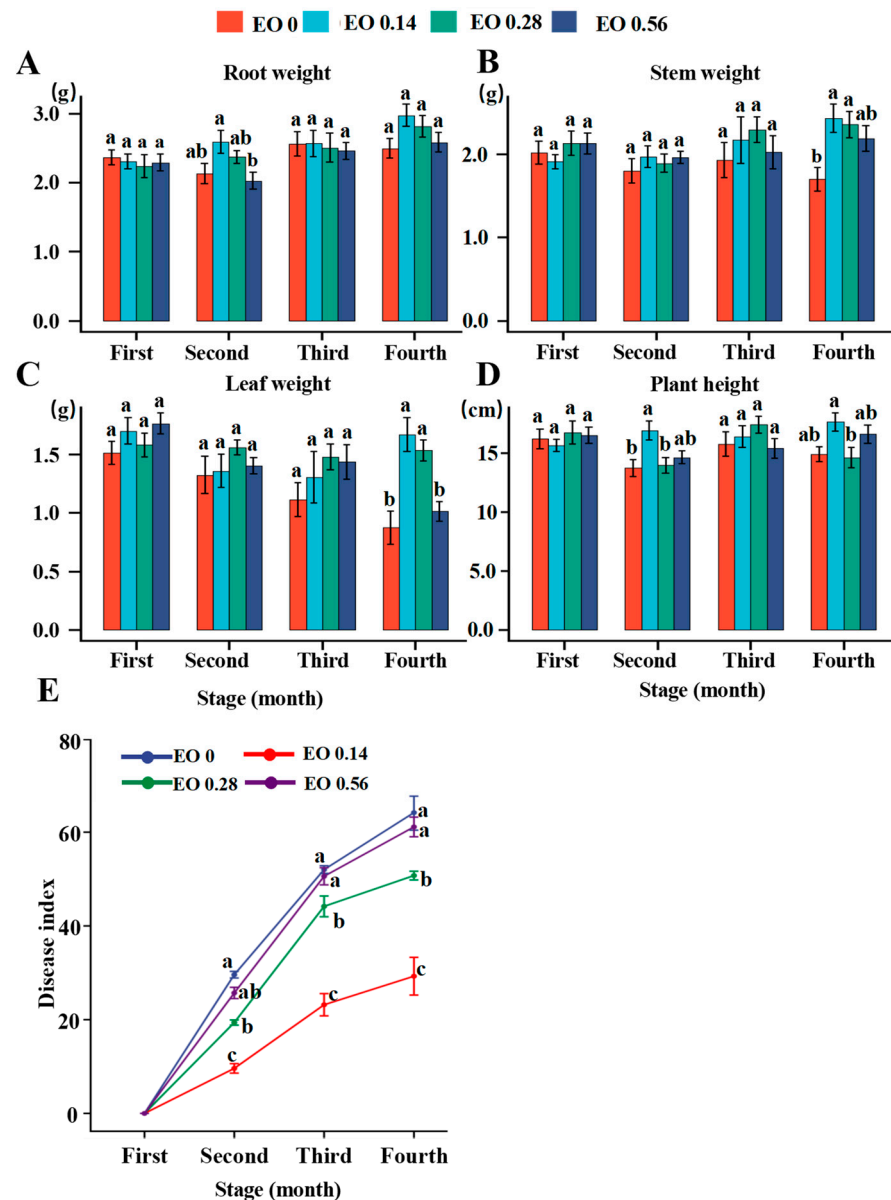 EO 0 EO 0.14 EO 0.28 EO 0.56
A B
Root weight Stem weight
(g) (g)
a a a a ab a ab b a a a a a a a a
a a a a a a a a a a a a b a ab ab
3.0
2.0
1.0
0.0
2.0
1.0
0.0
First Second Third Fourth
First Second Third Fourth
C D
Leaf weight Plant height
(g) (cm)
a a a a a a a a a a a a b a a b
a a a a b a b ab a a a a ab a b ab
1.5
1.0
0.5
0.0
15
10
5.0
0.0
First Second Third Fourth
First Second Third Fourth
Stage (month) Stage (month)
E
80
60
40
20
0
Disease index
EO 0 EO 0.14
EO 0.28 EO 0.56
a ab b c
a a b c
a a b c
First Second Third Fourth
Stage (month)